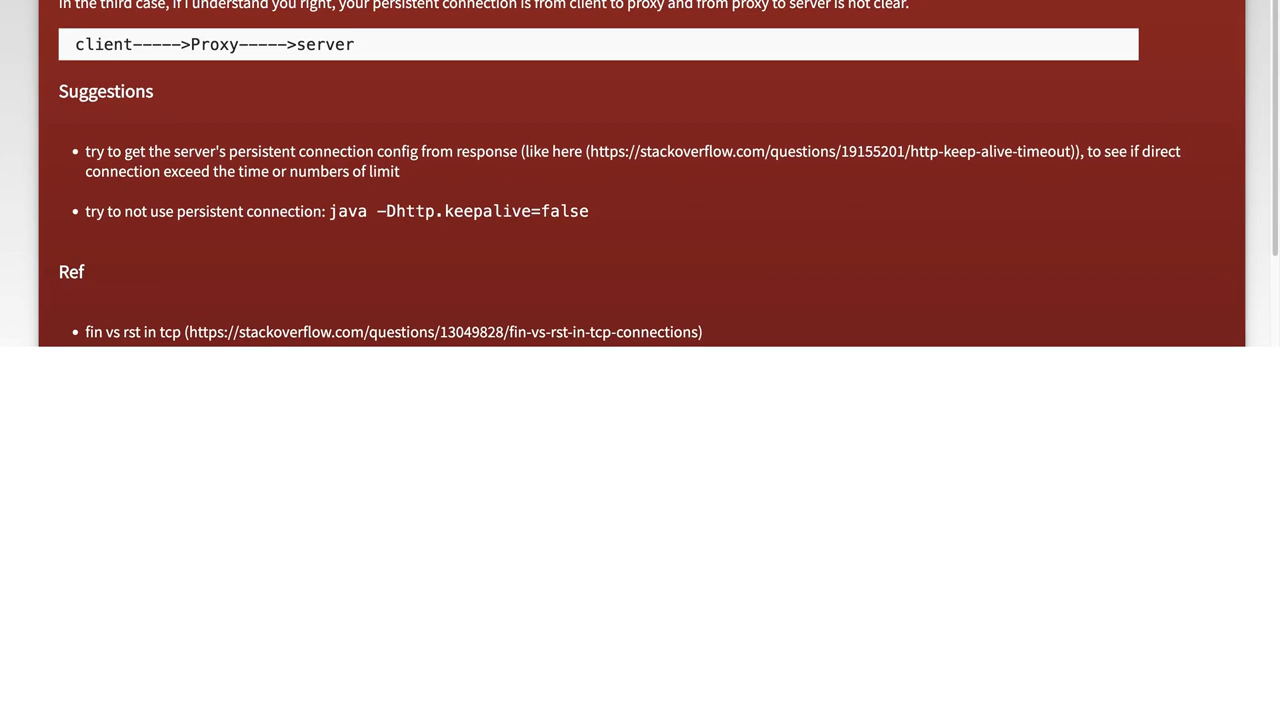 In the third case, if I understand you right, your persistent connection is from client to proxy and from proxy to server is not clear.
client----->Proxy----->server
Suggestions
• try to get the server's persistent connection config from response (like here (https://stackoverflow.com/questions/19155201/http-keep-alive-timeout)), to see if direct
connection exceed the time or numbers of limit
• try to not use persistent connection: java -Dhttp.keepalive=false
Ref
• fin vs rst in tcp (https://stackoverflow.com/questions/13049828/fin-vs-rst-in-tcp-connections)